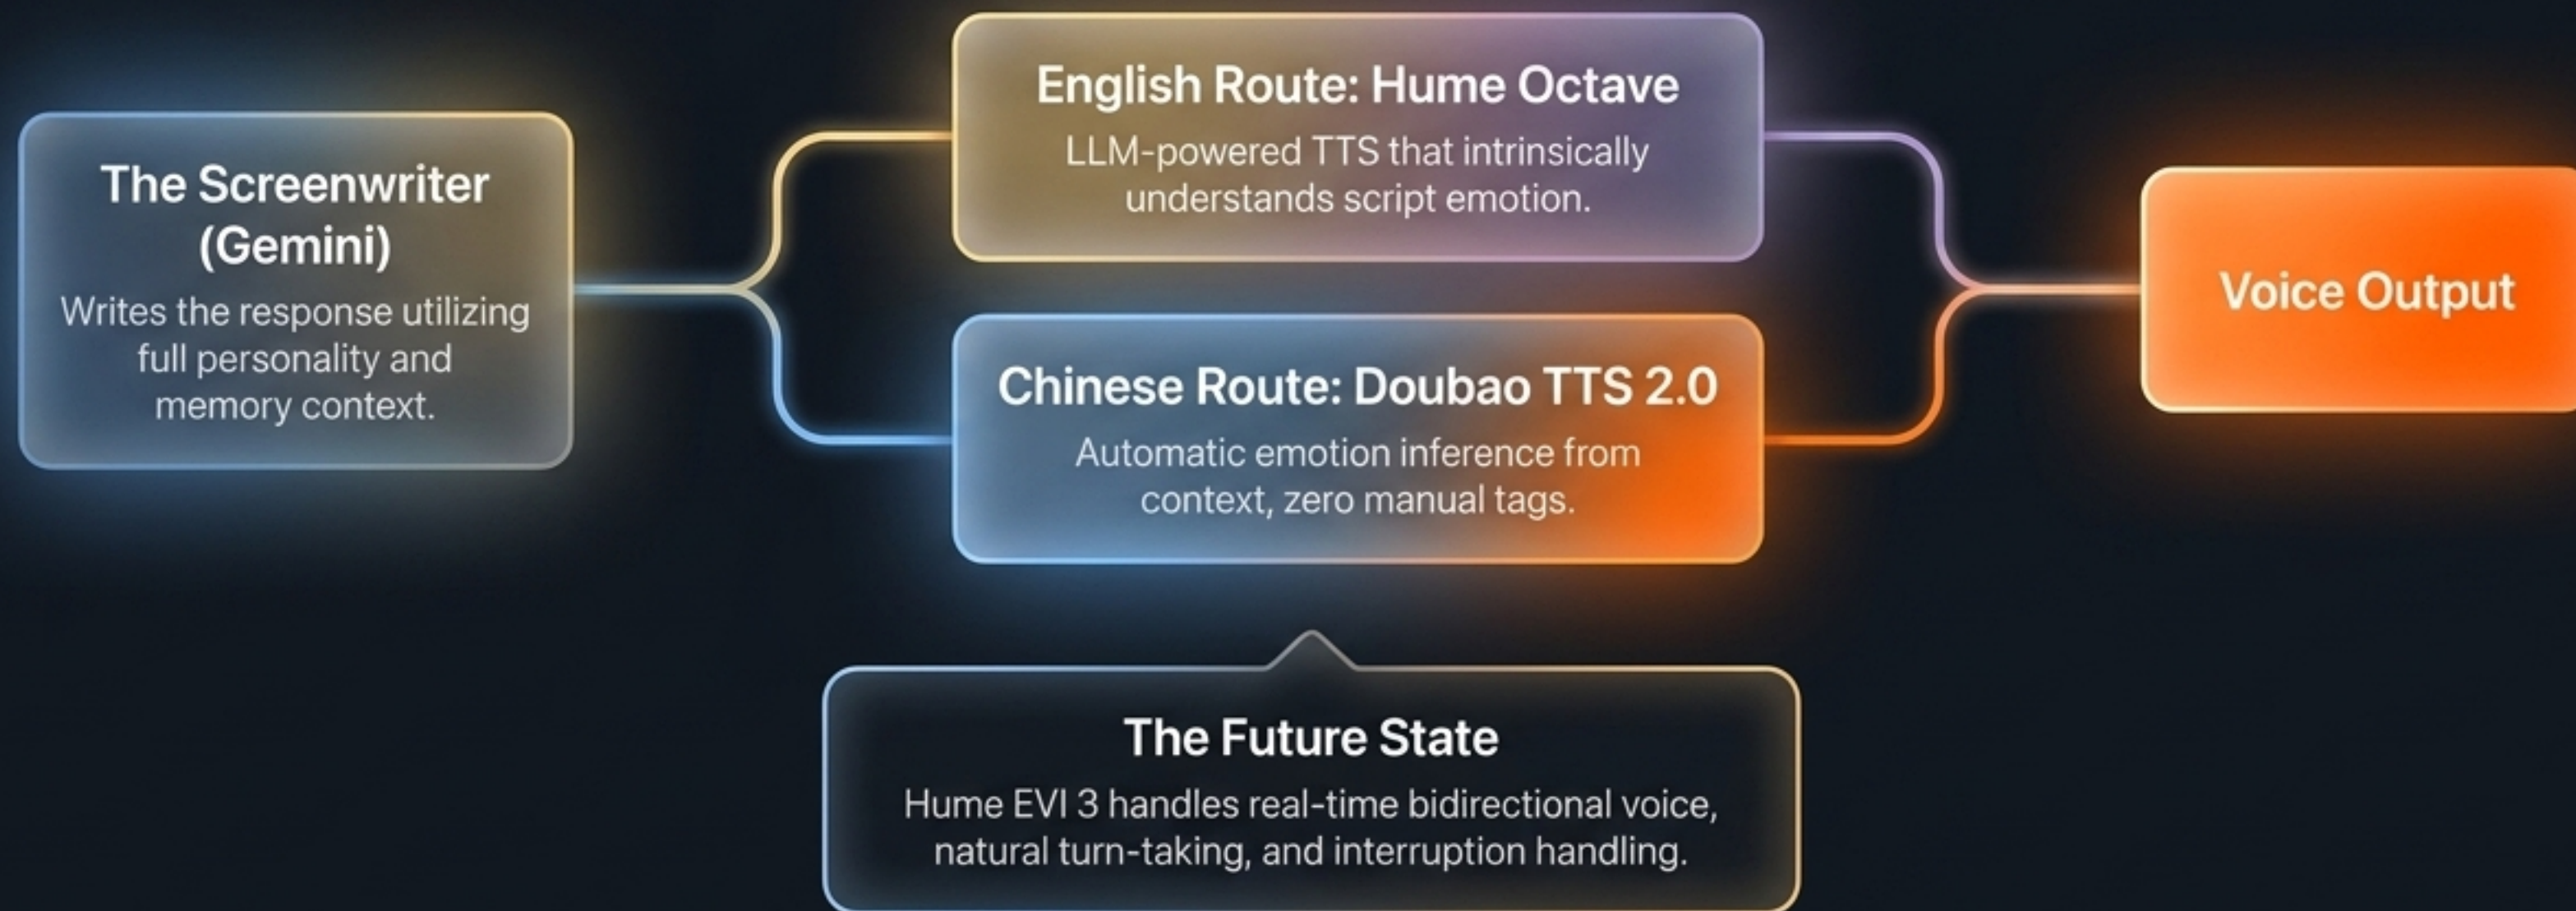 The Screenwriter
(Gemini)
Writes the response utilizing
full personality and
memory context.
English Route: Hume Octave
LLM-powered TTS that intrinsically
understands script emotion.
Chinese Route: Doubao TTS 2.0
Automatic emotion inference from
context, zero manual tags.
Voice Output
The Future State
Hume EVI 3 handles real-time bidirectional voice,
natural turn-taking, and interruption handling.